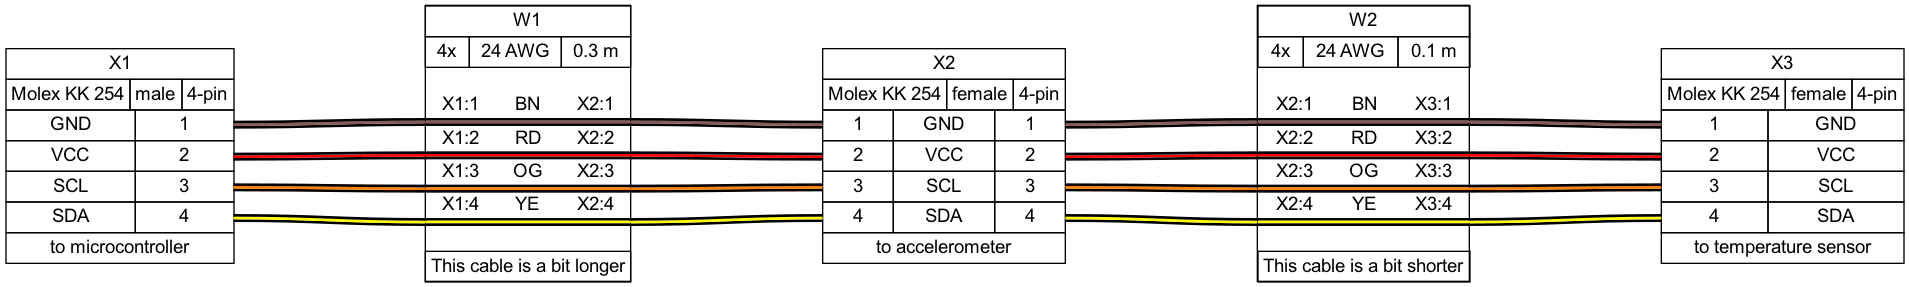 X1
Molex KK 254 male 4-pin
GND 1
VCC 2
SCL 3
SDA 4
to microcontroller
W1
4x 24 AWG 0.3 m
X1:1 BN X2:1
X1:2 RD X2:2
X1:3 OG X2:3
X1:4 YE X2:4
This cable is a bit longer
X2
Molex KK 254 female 4-pin
1 GND 1
2 VCC 2
3 SCL 3
4 SDA 4
to accelerometer
W2
4x 24 AWG 0.1 m
X2:1 BN X3:1
X2:2 RD X3:2
X2:3 OG X3:3
X2:4 YE X3:4
This cable is a bit shorter
X3
Molex KK 254 female 4-pin
1 GND
2 VCC
3 SCL
4 SDA
to temperature sensor